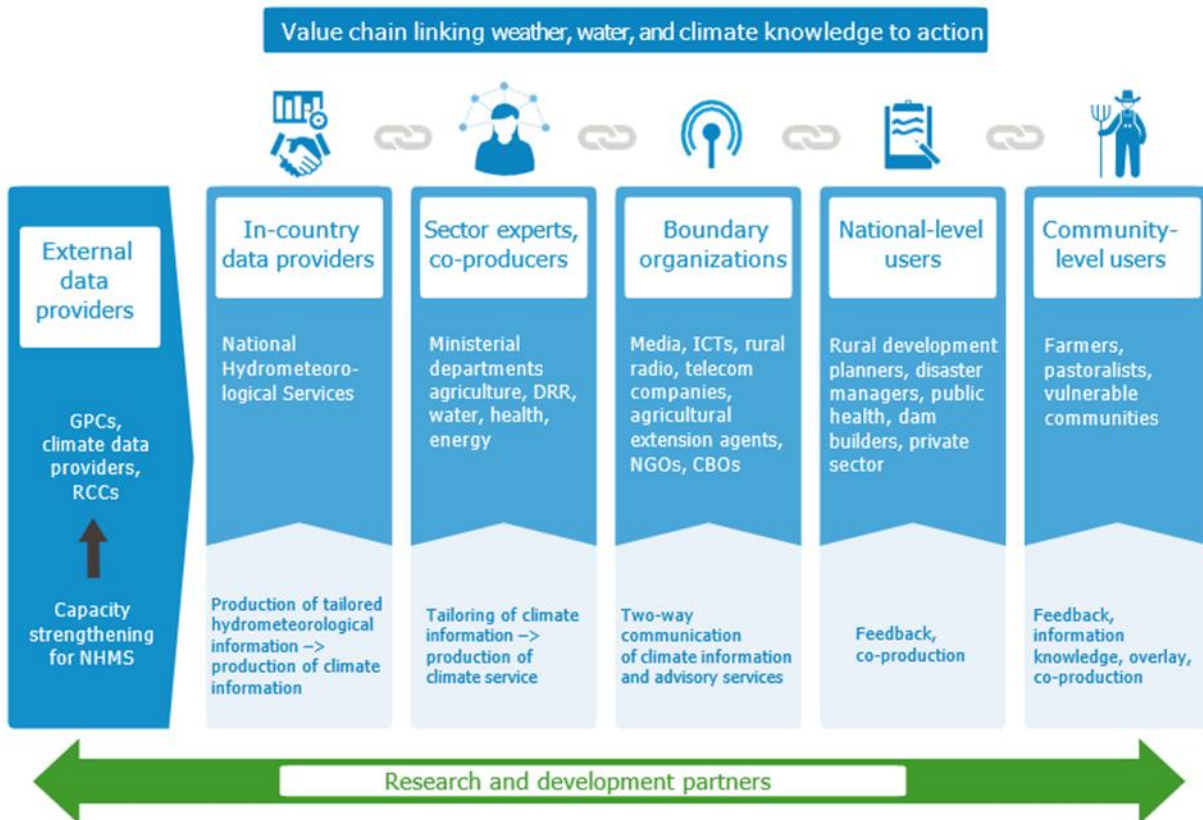 Value chain linking weather, water, and climate knowledge to action
External
data
providers
GPCs,
climate data
providers,
RCCs
Capacity
strengthening
for NHMS
In-country
data providers
National
Hydrometeoro-
logical Services
Production of tailored
hydrometeorological
information –>
production of climate
information
Sector experts,
co-producers
Ministerial
departments
agriculture, DRR,
water, health,
energy
Tailoring of climate
information –>
production of
climate service
Boundary
organizations
Media, ICTs, rural
radio, telecom
companies,
agricultural
extension agents,
NGOs, CBOs
Two-way
communication
of climate information
and advisory services
National-level
users
Rural development
planners, disaster
managers, public
health, dam
builders, private
sector
Feedback,
co-production
Community-
level users
Farmers,
pastoralists,
vulnerable
communities
Feedback,
information
knowledge, overlay,
co-production
Research and development partners